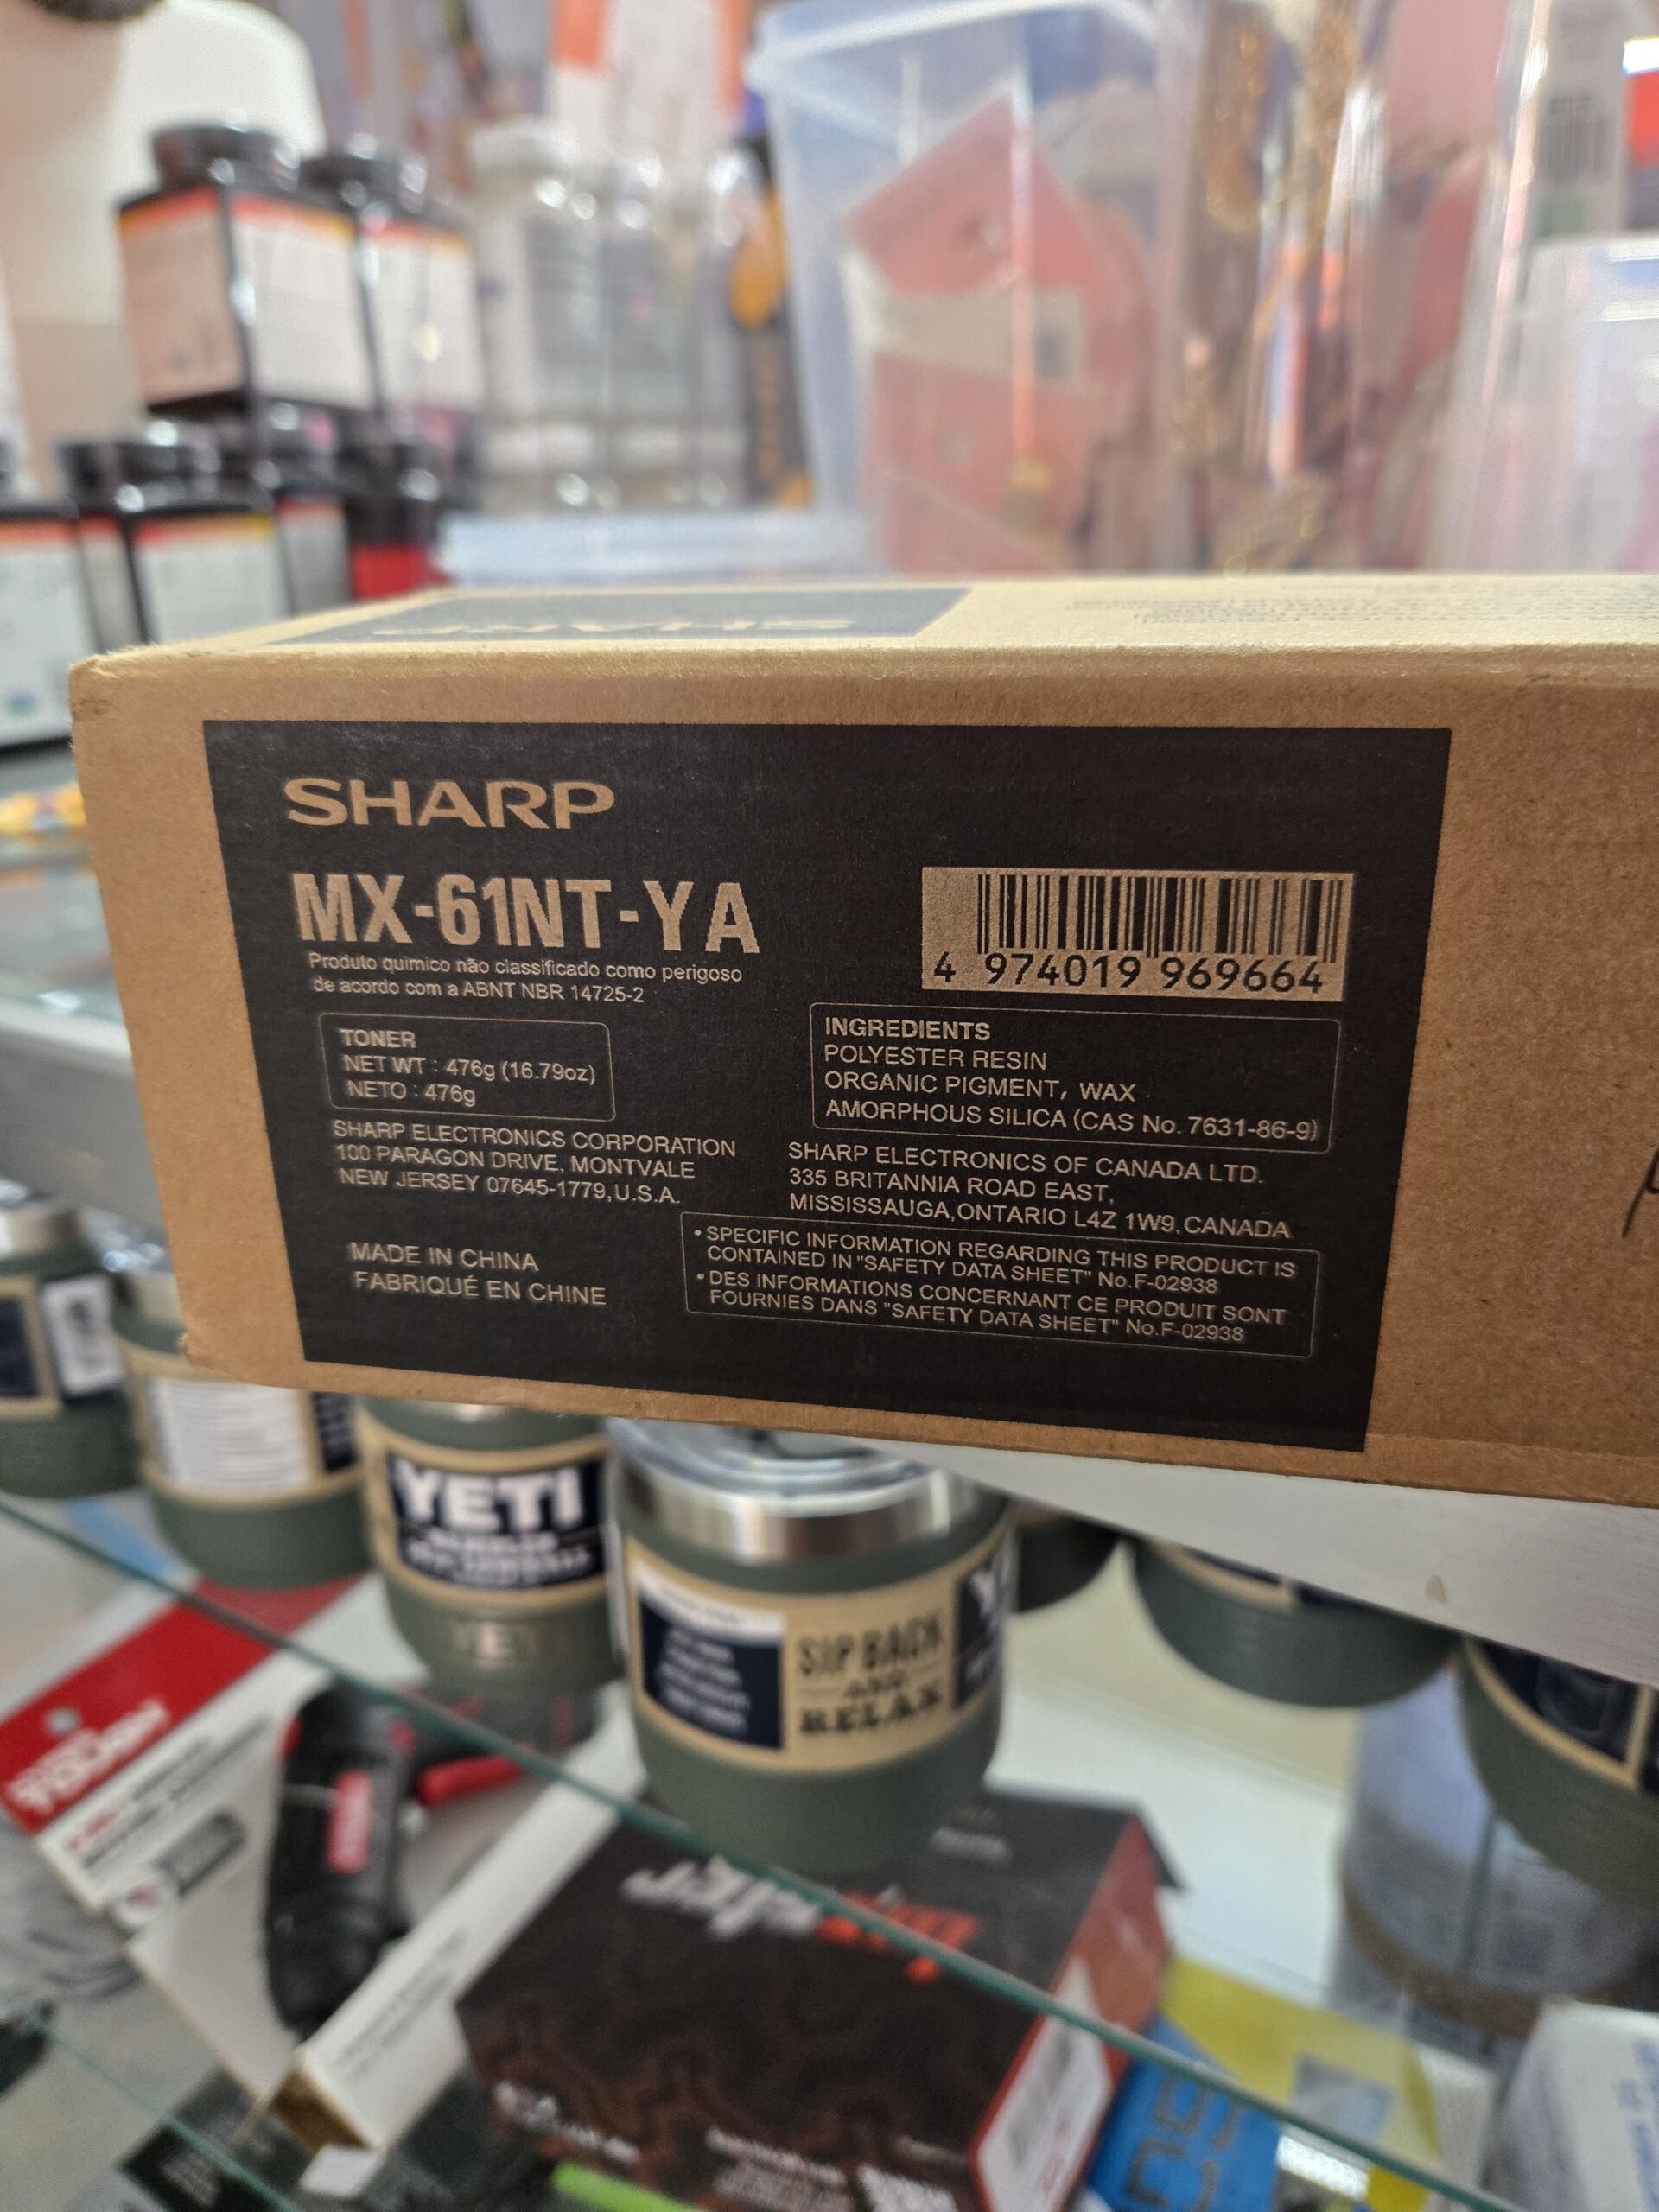 SHARP
SHARP
MX-61NT-YA
Produto quimico não classificado como perigoso
de acordo com a ABNT NBR 14725-2
4 974019 969664
TONER
NET WT : 476g (16.79oz)
NETO : 476g
INGREDIENTS
POLYESTER RESIN
ORGANIC PIGMENT, WAX
AMORPHOUS SILICA (CAS No. 7631-86-9)
SHARP ELECTRONICS CORPORATION
100 PARAGON DRIVE, MONTVALE
NEW JERSEY 07645-1779,U.S.A.
SHARP ELECTRONICS OF CANADA LTD.
335 BRITANNIA ROAD EAST,
MISSISSAUGA,ONTARIO L4Z 1W9,CANADA
MADE IN CHINA
FABRIQUÉ EN CHINE
• SPECIFIC INFORMATION REGARDING THIS PRODUCT IS
CONTAINED IN "SAFETY DATA SHEET" No.F-02938
• DES INFORMATIONS CONCERNANT CE PRODUIT SONT
FOURNIES DANS "SAFETY DATA SHEET" No.F-02938
YETI
YETI
SIP BACK
AND
RELAX